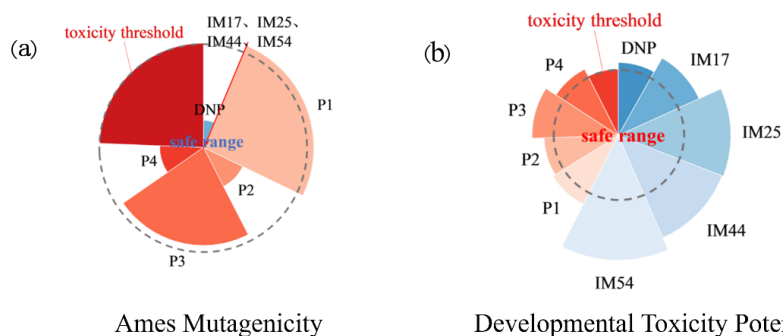 (a)
toxicity threshold
IM17、 IM25、
IM44、 IM54
P1
DNP
safe range
P4
P2
P3
Ames Mutagenicity
(b)
toxicity threshold
DNP
IM17
P4
P3
IM25
safe range
P2
P1
IM44
IM54
Developmental Toxicity Pote